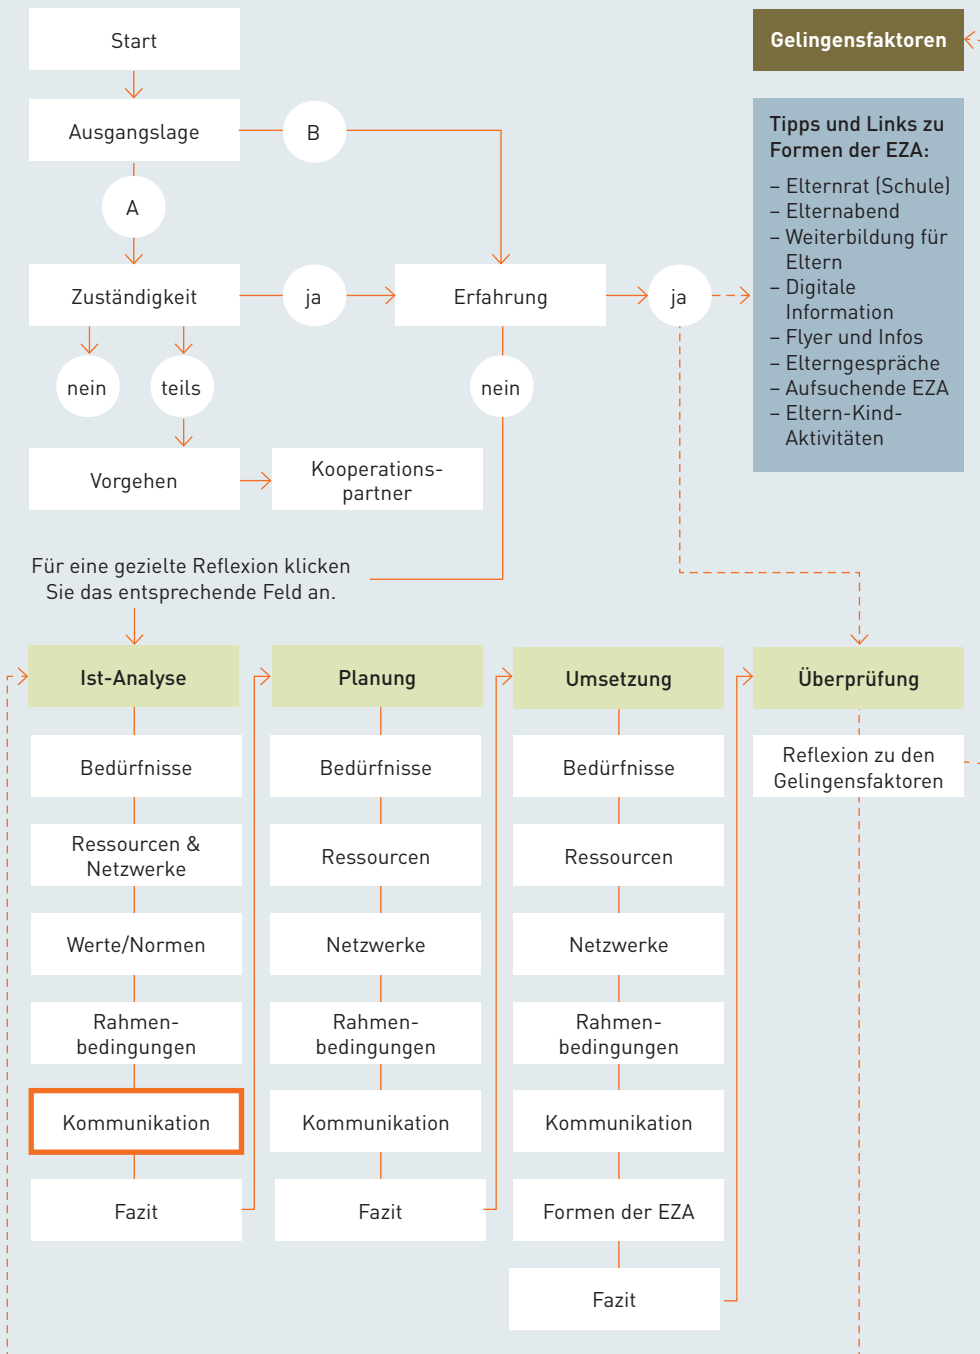 Start
Gelingensfaktoren
Ausgangslage
B
A
Tipps und Links zu
Formen der EZA:
– Elternrat (Schule)
– Elternabend
– Weiterbildung für
Eltern
– Digitale
Information
– Flyer und Infos
– Elterngespräche
– Aufsuchende EZA
– Eltern-Kind-
Aktivitäten
Zuständigkeit
ja
Erfahrung
ja
nein
teils
nein
Vorgehen
Kooperations-
partner
Für eine gezielte Reflexion klicken
Sie das entsprechende Feld an.
Ist-Analyse
Bedürfnisse
Ressourcen &
Netzwerke
Werte/Normen
Rahmen-
bedingungen
Kommunikation
Fazit
Planung
Bedürfnisse
Ressourcen
Netzwerke
Rahmen-
bedingungen
Kommunikation
Fazit
Umsetzung
Bedürfnisse
Ressourcen
Netzwerke
Rahmen-
bedingungen
Kommunikation
Formen der EZA
Fazit
Überprüfung
Reflexion zu den
Gelingensfaktoren